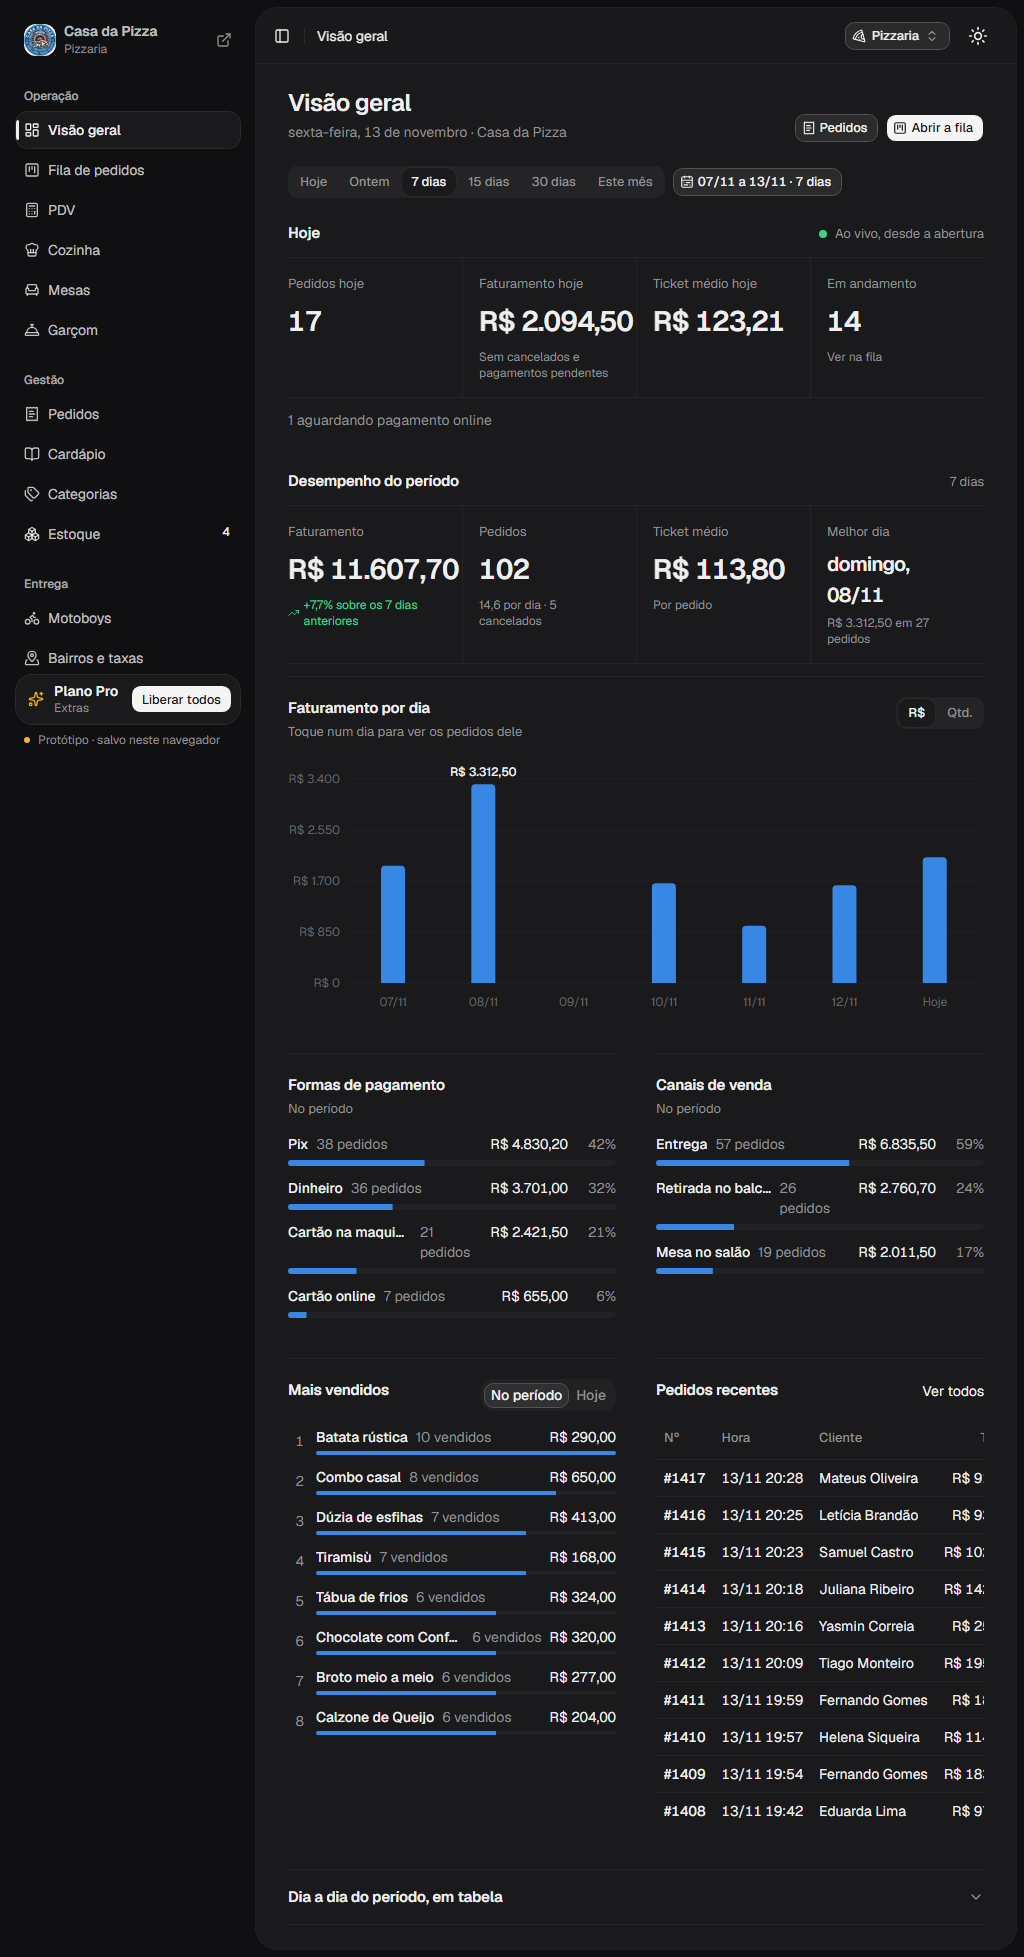 Casa da Pizza
Pizzaria
Operação
Visão geral
Fila de pedidos
PDV
Cozinha
Mesas
Garçom
Gestão
Pedidos
Cardápio
Categorias
Estoque 4
Entrega
Motoboys
Bairros e taxas
Plano Pro
Extras
Liberar todos
Protótipo · salvo neste navegador
Visão geral
Pizzaria
Visão geral
sexta-feira, 13 de novembro · Casa da Pizza
Pedidos
Abrir a fila
Hoje Ontem 7 dias 15 dias 30 dias Este mês
07/11 a 13/11 · 7 dias
Hoje
Ao vivo, desde a abertura
Pedidos hoje
17
Faturamento hoje
R$ 2.094,50
Sem cancelados e
pagamentos pendentes
Ticket médio hoje
R$ 123,21
Em andamento
14
Ver na fila
1 aguardando pagamento online
Desempenho do período
7 dias
Faturamento
R$ 11.607,70
+7,7% sobre os 7 dias
anteriores
Pedidos
102
14,6 por dia · 5
cancelados
Ticket médio
R$ 113,80
Por pedido
Melhor dia
domingo,
08/11
R$ 3.312,50 em 27
pedidos
Faturamento por dia
Toque num dia para ver os pedidos dele
R$ Qtd.
R$ 3.312,50
R$ 3.400
R$ 2.550
R$ 1.700
R$ 850
R$ 0
07/11 08/11 09/11 10/11 11/11 12/11 Hoje
Formas de pagamento
No período
Pix 38 pedidos R$ 4.830,20 42%
Dinheiro 36 pedidos R$ 3.701,00 32%
Cartão na maqui... 21
pedidos
R$ 2.421,50 21%
Cartão online 7 pedidos R$ 655,00 6%
Canais de venda
No período
Entrega 57 pedidos R$ 6.835,50 59%
Retirada no balc... 26
pedidos
R$ 2.760,70 24%
Mesa no salão 19 pedidos R$ 2.011,50 17%
Mais vendidos
No período Hoje
1 Batata rústica 10 vendidos R$ 290,00
2 Combo casal 8 vendidos R$ 650,00
3 Dúzia de esfihas 7 vendidos R$ 413,00
4 Tiramisù 7 vendidos R$ 168,00
5 Tábua de frios 6 vendidos R$ 324,00
6 Chocolate com Conf... 6 vendidos R$ 320,00
7 Broto meio a meio 6 vendidos R$ 277,00
8 Calzone de Queijo 6 vendidos R$ 204,00
Pedidos recentes
Ver todos
Nº Hora Cliente
#1417 13/11 20:28 Mateus Oliveira R$ 9
#1416 13/11 20:25 Letícia Brandão R$ 9
#1415 13/11 20:23 Samuel Castro R$ 10
#1414 13/11 20:18 Juliana Ribeiro R$ 14
#1413 13/11 20:16 Yasmin Correia R$ 2
#1412 13/11 20:09 Tiago Monteiro R$ 19
#1411 13/11 19:59 Fernando Gomes R$ 1
#1410 13/11 19:57 Helena Siqueira R$ 11
#1409 13/11 19:54 Fernando Gomes R$ 18
#1408 13/11 19:42 Eduarda Lima R$ 9
Dia a dia do período, em tabela